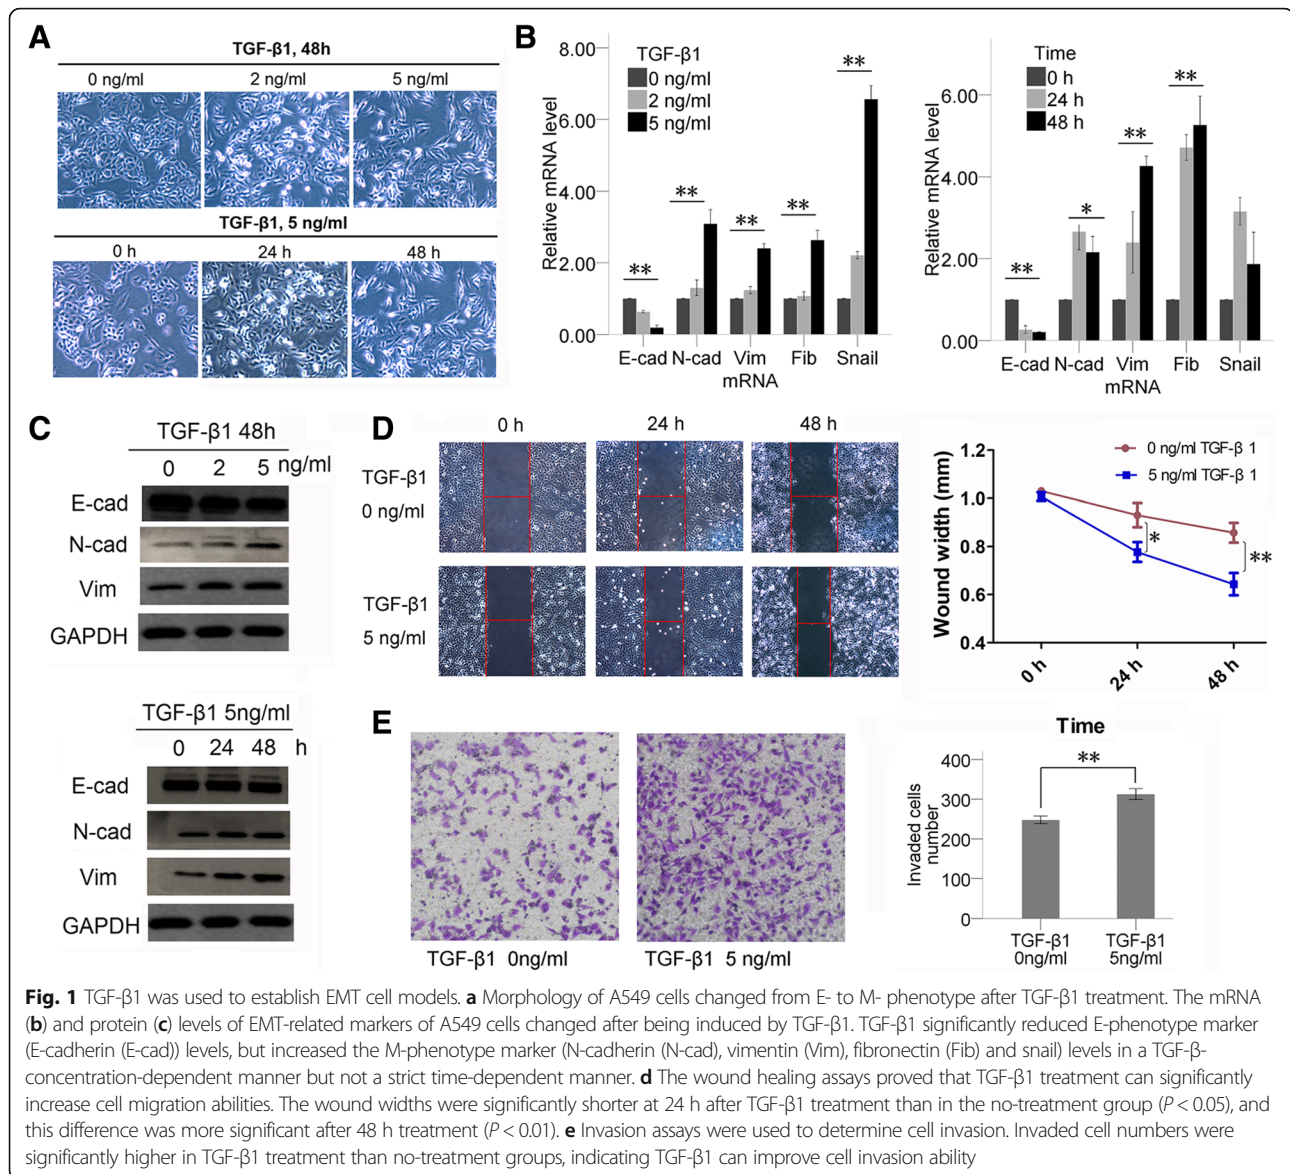 A
TGF-β1, 48h
0 ng/ml 2 ng/ml 5 ng/ml
TGF-β1, 5 ng/ml
0 h 24 h 48 h
B
8.00
6.00
4.00
2.00
0.00
Relative mRNA level
TGF-β1
0 ng/ml
2 ng/ml
5 ng/ml
** ** ** ** **
E-cad N-cad Vim Fib Snail
mRNA
6.00
4.00
2.00
0.00
Relative mRNA level
Time
0 h
24 h
48 h
** * ** **
E-cad N-cad Vim Fib Snail
mRNA
C
TGF-β1 48h
0 2 5 ng/ml
E-cad
N-cad
Vim
GAPDH
TGF-β1 5ng/ml
0 24 48 h
E-cad
N-cad
Vim
GAPDH
D
0 h 24 h 48 h
TGF-β1
0 ng/ml
TGF-β1
5 ng/ml
1.2
1.0
0.8
0.6
0.4
Wound width (mm)
0 ng/ml TGF-β 1
5 ng/ml TGF-β 1
*
**
0 h 24 h 48 h
Time
E
TGF-β1 0ng/ml TGF-β1 5 ng/ml
400
300
200
100
0
Invaded cells
number
**
TGF-β1 TGF-β1
0ng/ml 5ng/ml
Fig. 1 TGF-β1 was used to establish EMT cell models. a Morphology of A549 cells changed from E- to M- phenotype after TGF-β1 treatment. The mRNA
(b) and protein (c) levels of EMT-related markers of A549 cells changed after being induced by TGF-β1. TGF-β1 significantly reduced E-phenotype marker
(E-cadherin (E-cad)) levels, but increased the M-phenotype marker (N-cadherin (N-cad), vimentin (Vim), fibronectin (Fib) and snail) levels in a TGF-β-
concentration-dependent manner but not a strict time-dependent manner. d The wound healing assays proved that TGF-β1 treatment can significantly
increase cell migration abilities. The wound widths were significantly shorter at 24 h after TGF-β1 treatment than in the no-treatment group (P < 0.05), and
this difference was more significant after 48 h treatment (P < 0.01). e Invasion assays were used to determine cell invasion. Invaded cell numbers were
significantly higher in TGF-β1 treatment than no-treatment groups, indicating TGF-β1 can improve cell invasion ability